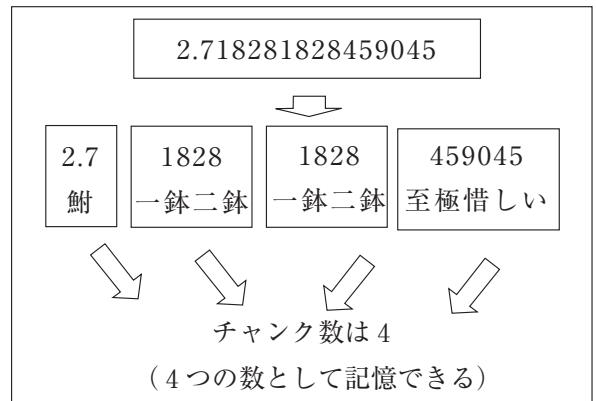 2.718281828459045
2.7 1828 1828 459045
鮒 一鉢二鉢 一鉢二鉢 至極惜しい
チャンク数は4
(4つの数として記憶できる)